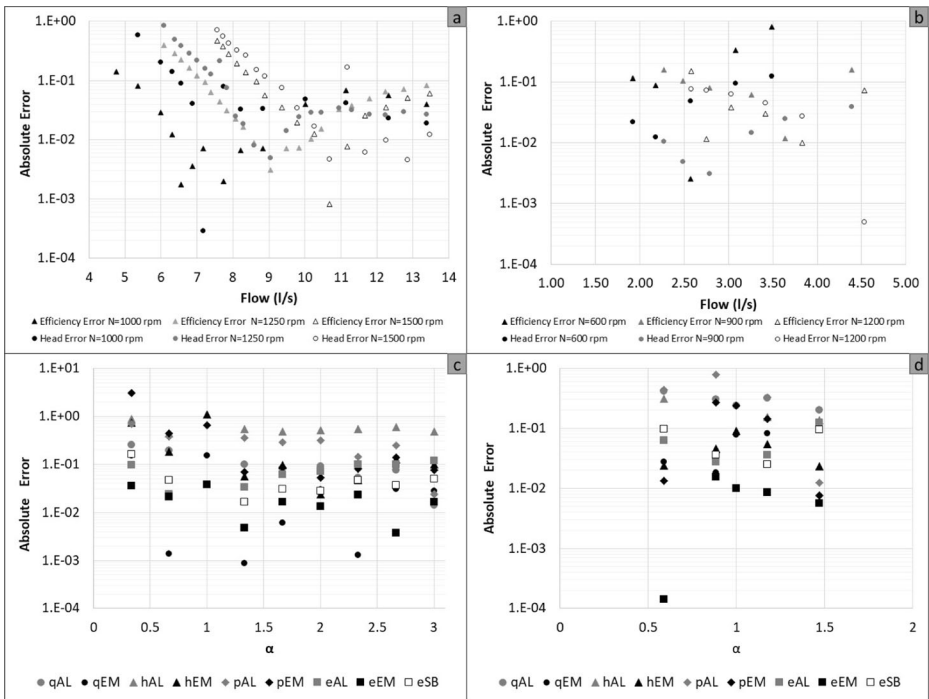 a
Absolute Error
1.E+00
1.E-01
1.E-02
1.E-03
1.E-04
4 5 6 7 8 9 10 11 12 13 14
Flow (l/s)
▲ Efficiency Error N=1000 rpm ▲ Efficiency Error N=1250 rpm △ Efficiency Error N=1500 rpm
● Head Error N=1000 rpm ● Head Error N=1250 rpm ○ Head Error N=1500 rpm
b
Absolute Error
1.E+00
1.E-01
1.E-02
1.E-03
1.E-04
1.00 1.50 2.00 2.50 3.00 3.50 4.00 4.50 5.00
Flow (l/s)
▲ Efficiency Error N=600 rpm ▲ Efficiency Error N=900 rpm △ Efficiency Error N=1200 rpm
● Head Error N=600 rpm ● Head Error N=900 rpm ○ Head Error N=1200 rpm
c
Absolute Error
1.E+01
1.E+00
1.E-01
1.E-02
1.E-03
1.E-04
0 0.5 1 1.5 2 2.5 3
α
● qAL ● qEM ▲ hAL ▲ hEM ◆ pAL ◆ pEM ■ eAL ■ eEM □ eSB
d
Absolute Error
1.E+00
1.E-01
1.E-02
1.E-03
1.E-04
0 0.5 1 1.5 2
α
● qAL ● qEM ▲ hAL ▲ hEM ◆ pAL ◆ pEM ■ eAL ■ eEM □ eSB